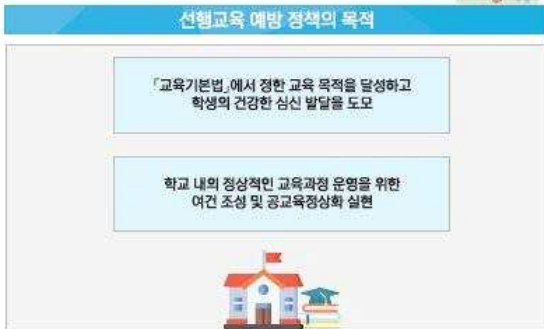 선행교육 예방 정책의 목적
「교육기본법」에서 정한 교육 목적을 달성하고
학생의 건강한 심신 발달을 도모
학교 내의 정상적인 교육과정 운영을 위한
여건 조성 및 공교육정상화 실현